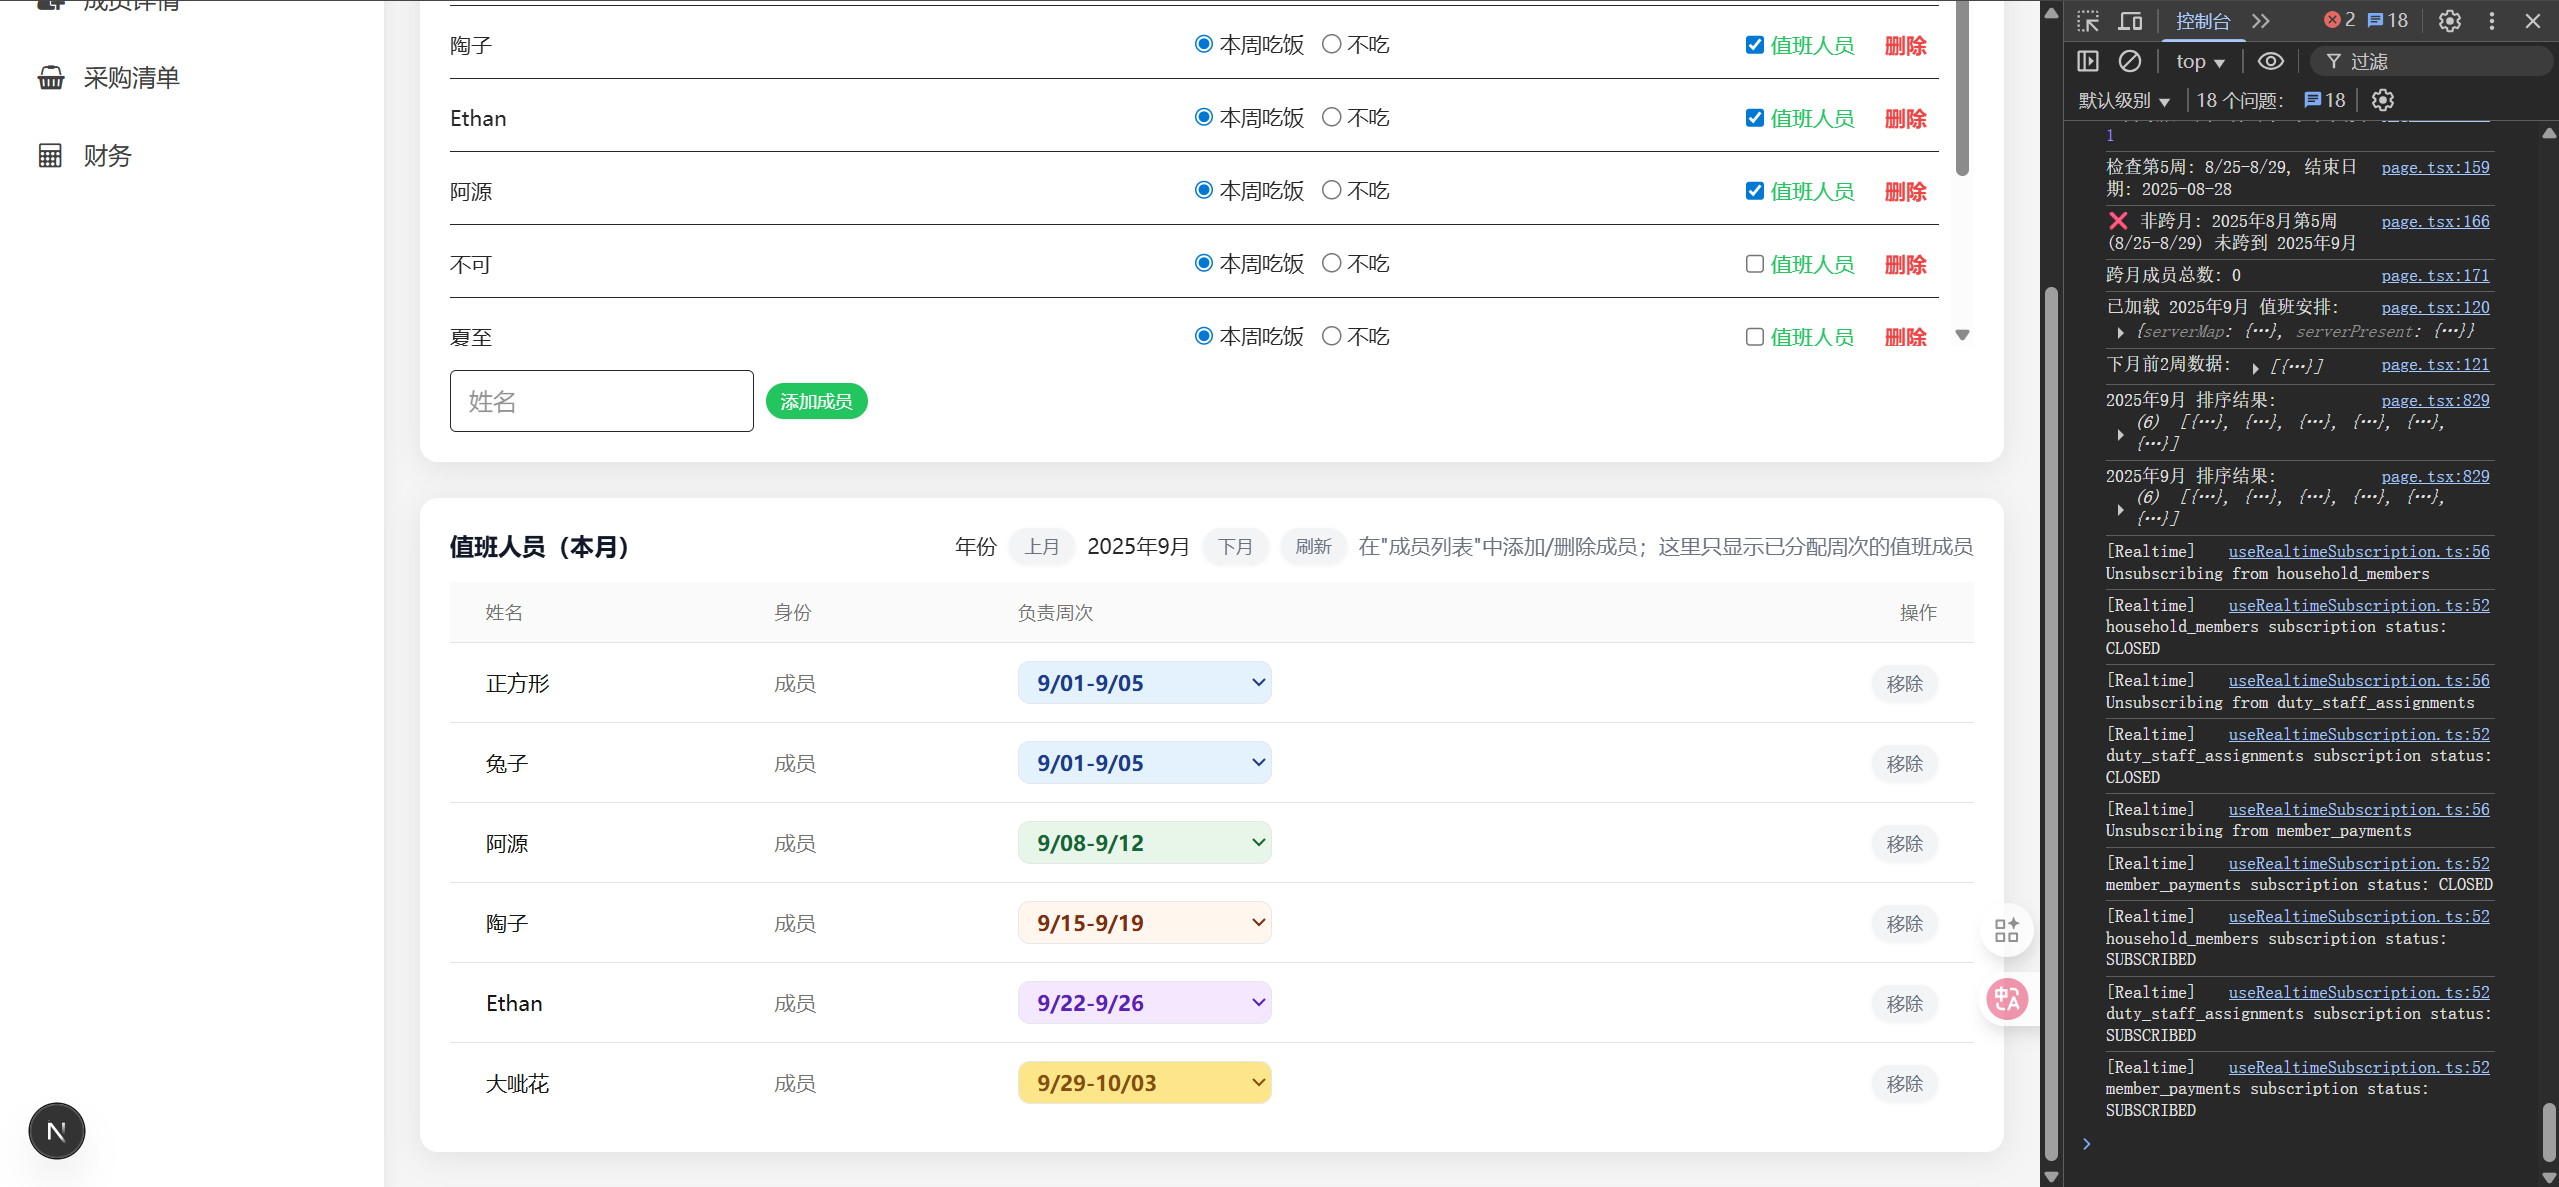 成员详情
采购清单
财务
陶子 本周吃饭 不吃 值班人员 删除
Ethan 本周吃饭 不吃 值班人员 删除
阿源 本周吃饭 不吃 值班人员 删除
不可 本周吃饭 不吃 值班人员 删除
夏至 本周吃饭 不吃 值班人员 删除
姓名 添加成员
值班人员（本月） 年份 上月 2025年9月 下月 刷新 在"成员列表"中添加/删除成员；这里只显示已分配周次的值班成员
姓名 身份 负责周次 操作
正方形 成员 9/01-9/05 移除
兔子 成员 9/01-9/05 移除
阿源 成员 9/08-9/12 移除
陶子 成员 9/15-9/19 移除
Ethan 成员 9/22-9/26 移除
大呲花 成员 9/29-10/03 移除
N
控制台 2 18
top 过滤
默认级别 18 个问题： 18
1
检查第5周: 8/25-8/29, 结束日 page.tsx:159
期: 2025-08-28
❌ 非跨月: 2025年8月第5周 page.tsx:166
(8/25-8/29) 未跨到 2025年9月
跨月成员总数: 0 page.tsx:171
已加载 2025年9月 值班安排: page.tsx:120
{serverMap: {…}, serverPresent: {…}}
下月前2周数据: [{…}] page.tsx:121
2025年9月 排序结果: page.tsx:829
(6) [{…}, {…}, {…}, {…}, {…},
{…}]
2025年9月 排序结果: page.tsx:829
(6) [{…}, {…}, {…}, {…}, {…},
{…}]
[Realtime] useRealtimeSubscription.ts:56
Unsubscribing from household_members
[Realtime] useRealtimeSubscription.ts:52
household_members subscription status:
CLOSED
[Realtime] useRealtimeSubscription.ts:56
Unsubscribing from duty_staff_assignments
[Realtime] useRealtimeSubscription.ts:52
duty_staff_assignments subscription status:
CLOSED
[Realtime] useRealtimeSubscription.ts:56
Unsubscribing from member_payments
[Realtime] useRealtimeSubscription.ts:52
member_payments subscription status: CLOSED
[Realtime] useRealtimeSubscription.ts:52
household_members subscription status:
SUBSCRIBED
[Realtime] useRealtimeSubscription.ts:52
duty_staff_assignments subscription status:
SUBSCRIBED
[Realtime] useRealtimeSubscription.ts:52
member_payments subscription status:
SUBSCRIBED